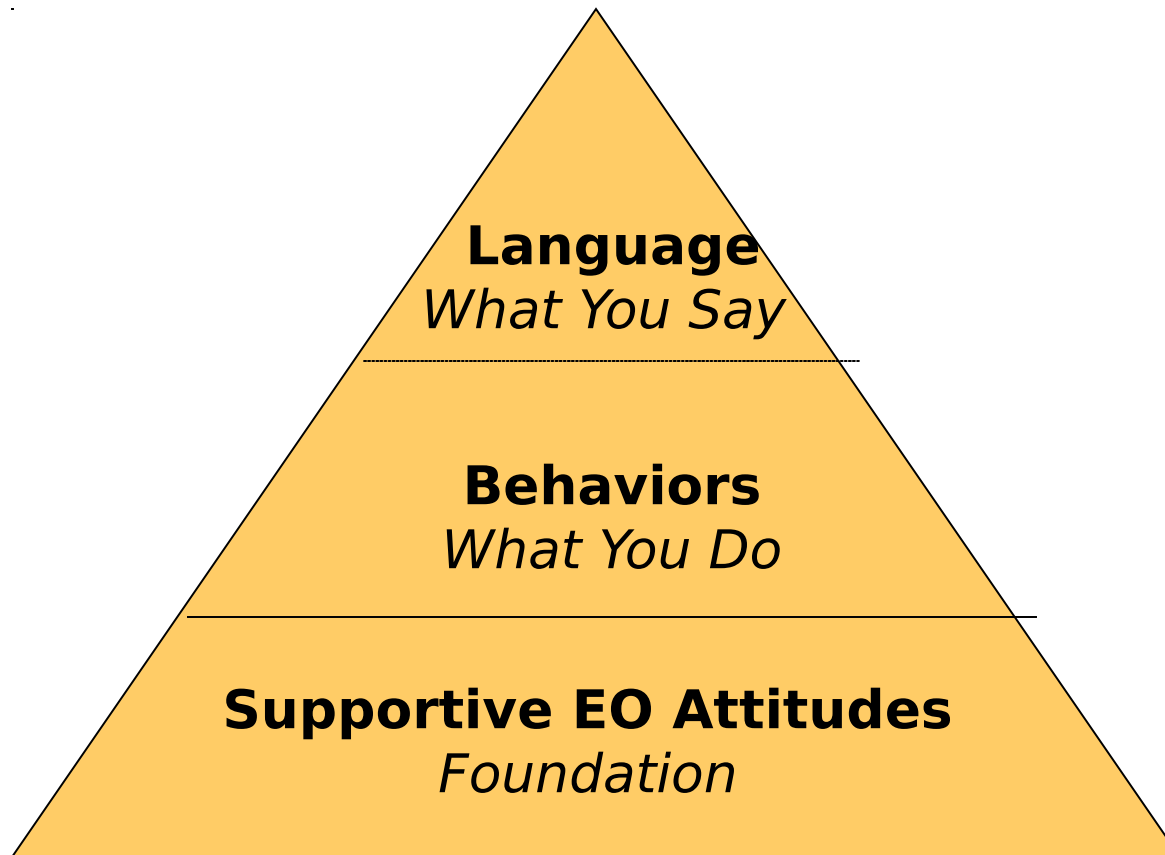 Language
What You Say
Behaviors
What You Do
Supportive EO Attitudes
Foundation